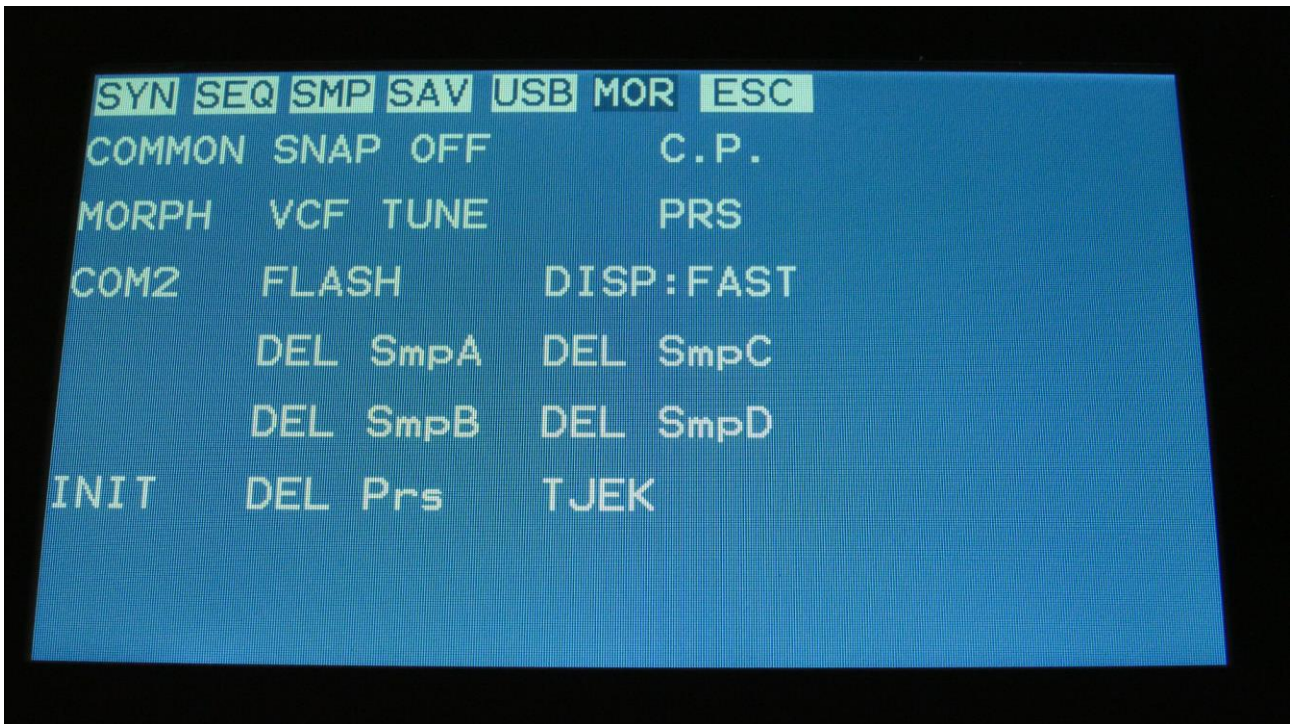 SYN SEQ SMP SAV USB MOR ESC
COMMON SNAP OFF C.P.
MORPH VCF TUNE PRS
COM2 FLASH DISP:FAST
DEL SmpA DEL SmpC
DEL SmpB DEL SmpD
INIT DEL Prs TJEK